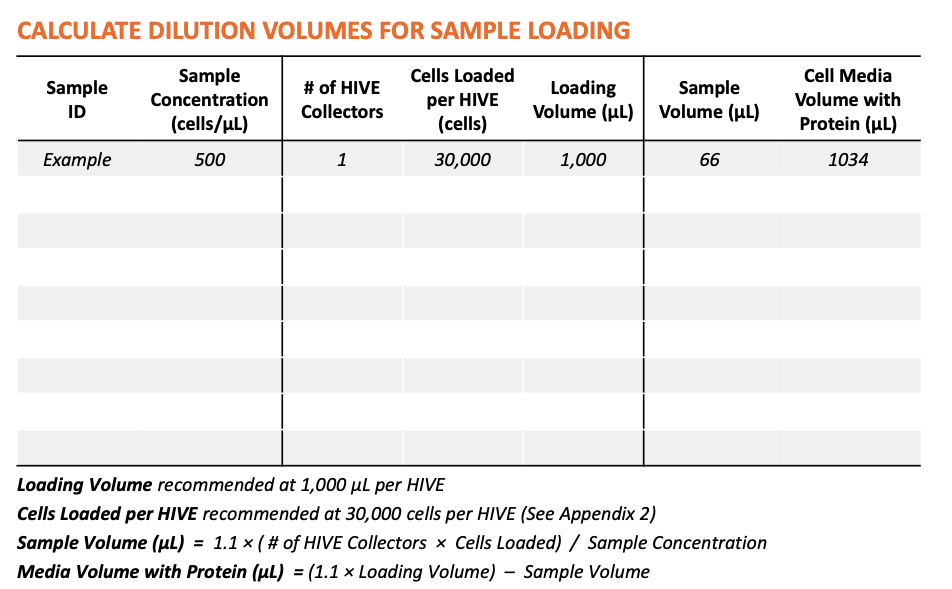 CALCULATE DILUTION VOLUMES FOR SAMPLE LOADING
Sample ID
Sample Concentration (cells/µL)
# of HIVE Collectors
Cells Loaded per HIVE (cells)
Loading Volume (µL)
Sample Volume (µL)
Cell Media Volume with Protein (µL)
Example 500 1 30,000 1,000 66 1034
Loading Volume recommended at 1,000 µL per HIVE
Cells Loaded per HIVE recommended at 30,000 cells per HIVE (See Appendix 2)
Sample Volume (µL) = 1.1 × ( # of HIVE Collectors × Cells Loaded) / Sample Concentration
Media Volume with Protein (µL) = (1.1 × Loading Volume) – Sample Volume